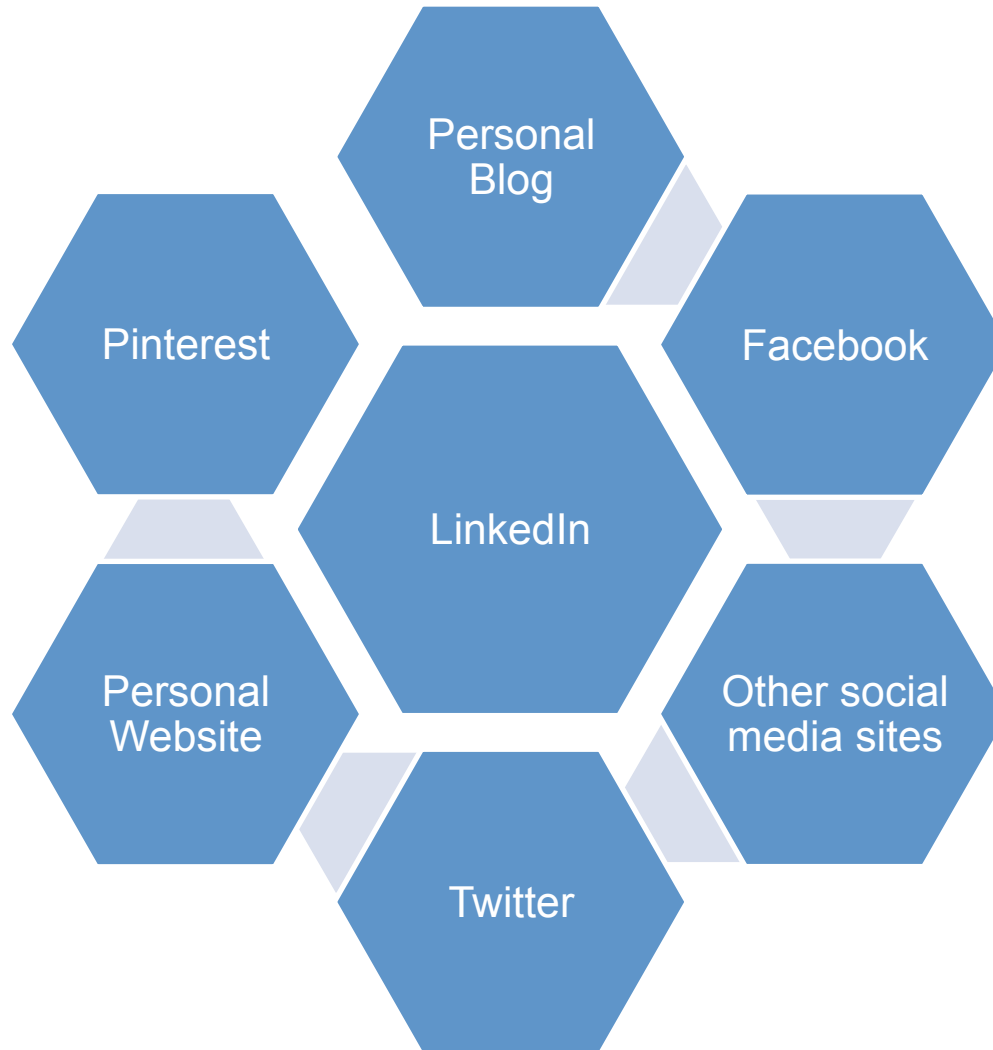 Personal
Blog
Pinterest
Facebook
LinkedIn
Personal
Website
Other social
media sites
Twitter